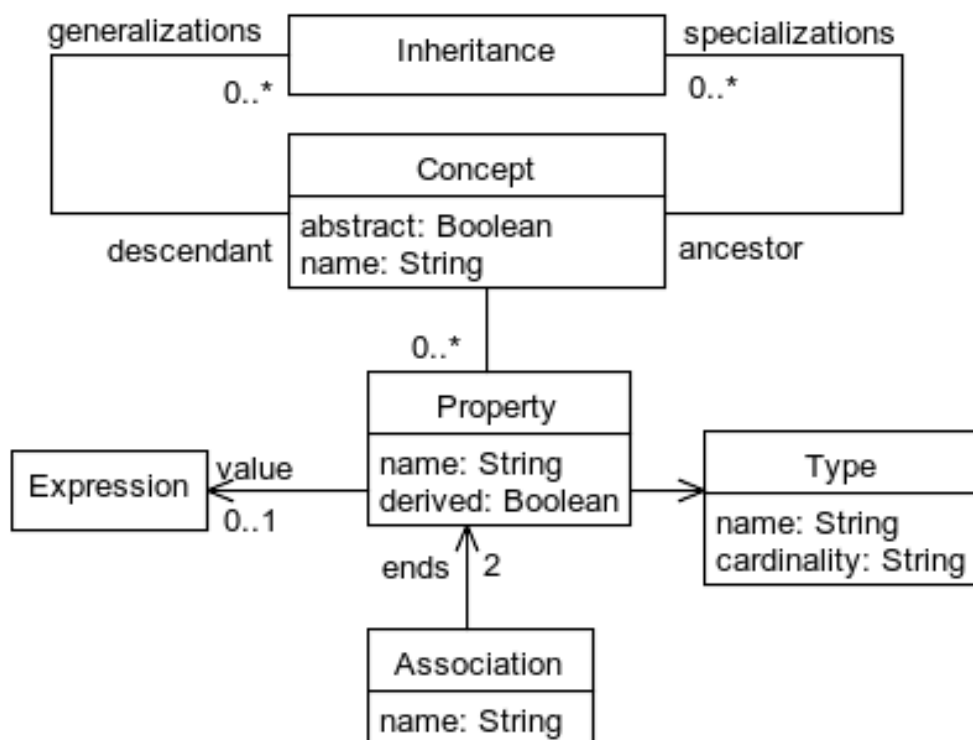 generalizations
Inheritance
specializations
0..*
0..*
Concept
abstract: Boolean
name: String
descendant
ancestor
0..*
Property
name: String
derived: Boolean
Expression
value
0..1
Type
name: String
cardinality: String
ends
2
Association
name: String